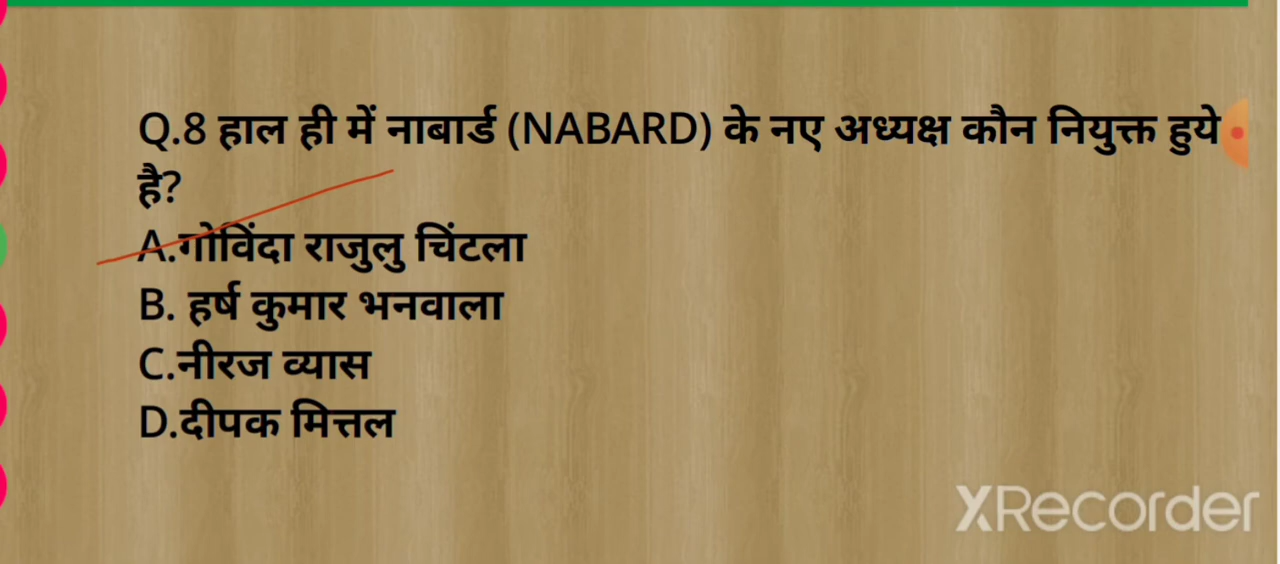 Q.8 हाल ही में नाबार्ड (NABARD) के नए अध्यक्ष कौन नियुक्त हुये
है?
A.गोविंदा राजुलु चिंटला
B. हर्ष कुमार भनवाला
C.नीरज व्यास
D.दीपक मित्तल
XRecorder